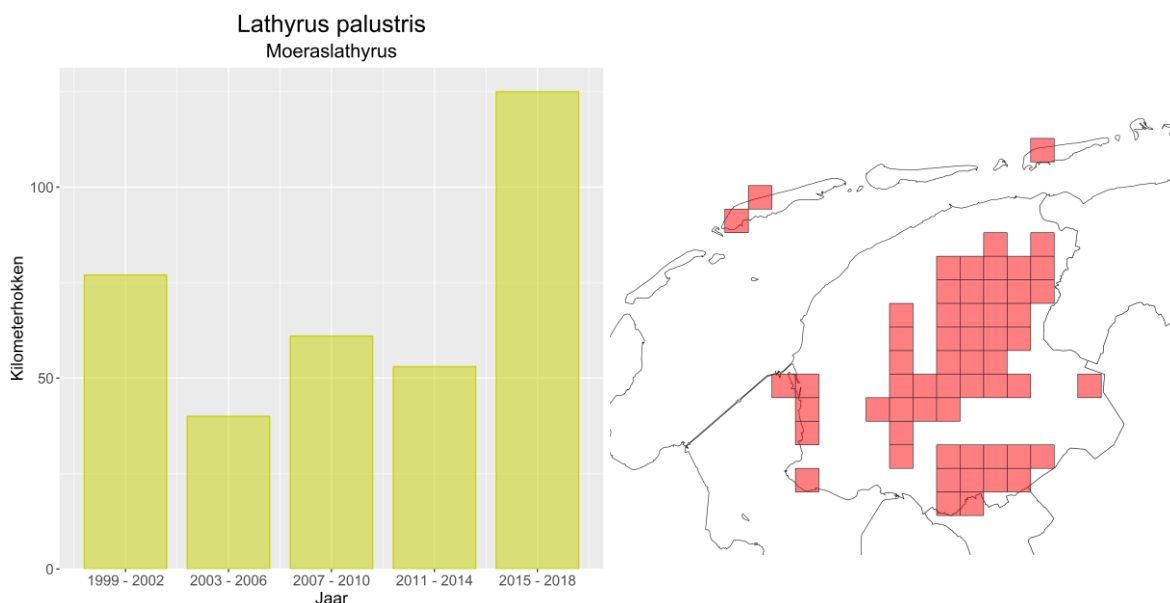 Lathyrus palustris
Moeraslathyrus
Kilometerhokken
100
50
0
1999 - 2002 2003 - 2006 2007 - 2010 2011 - 2014 2015 - 2018
Jaar